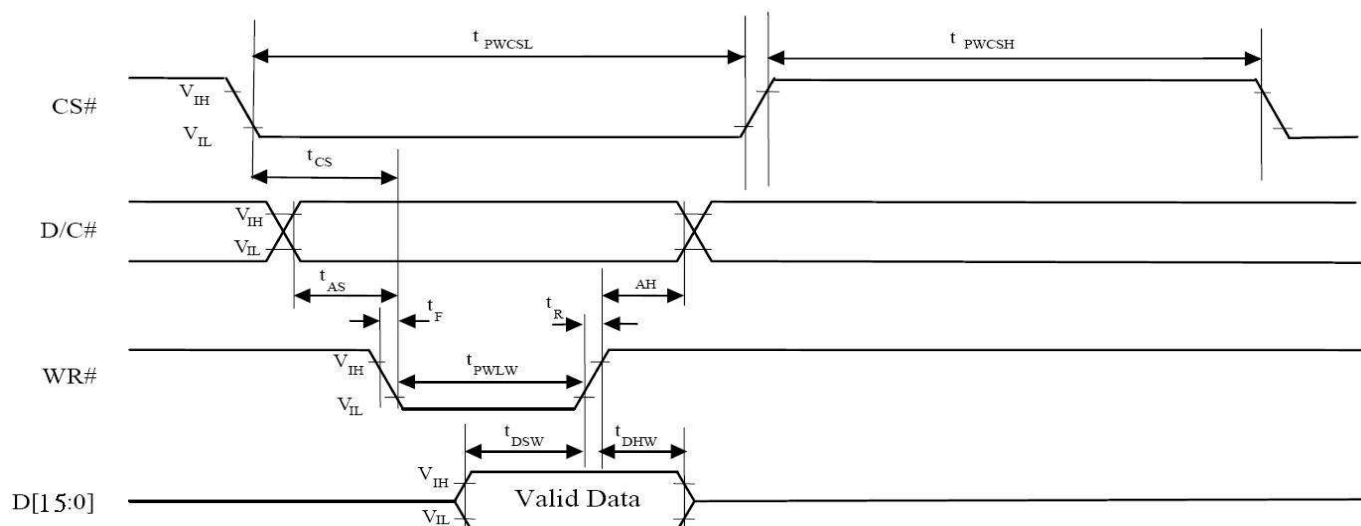 t PWCSL
t PWCSH
CS#
V IH
V IL
t CS
D/C#
V IH
V IL
t AS
AH
t F
t R
WR#
V IH
t PWLW
V IL
t DSW
t DHW
D[15:0]
V IH
Valid Data
V IL